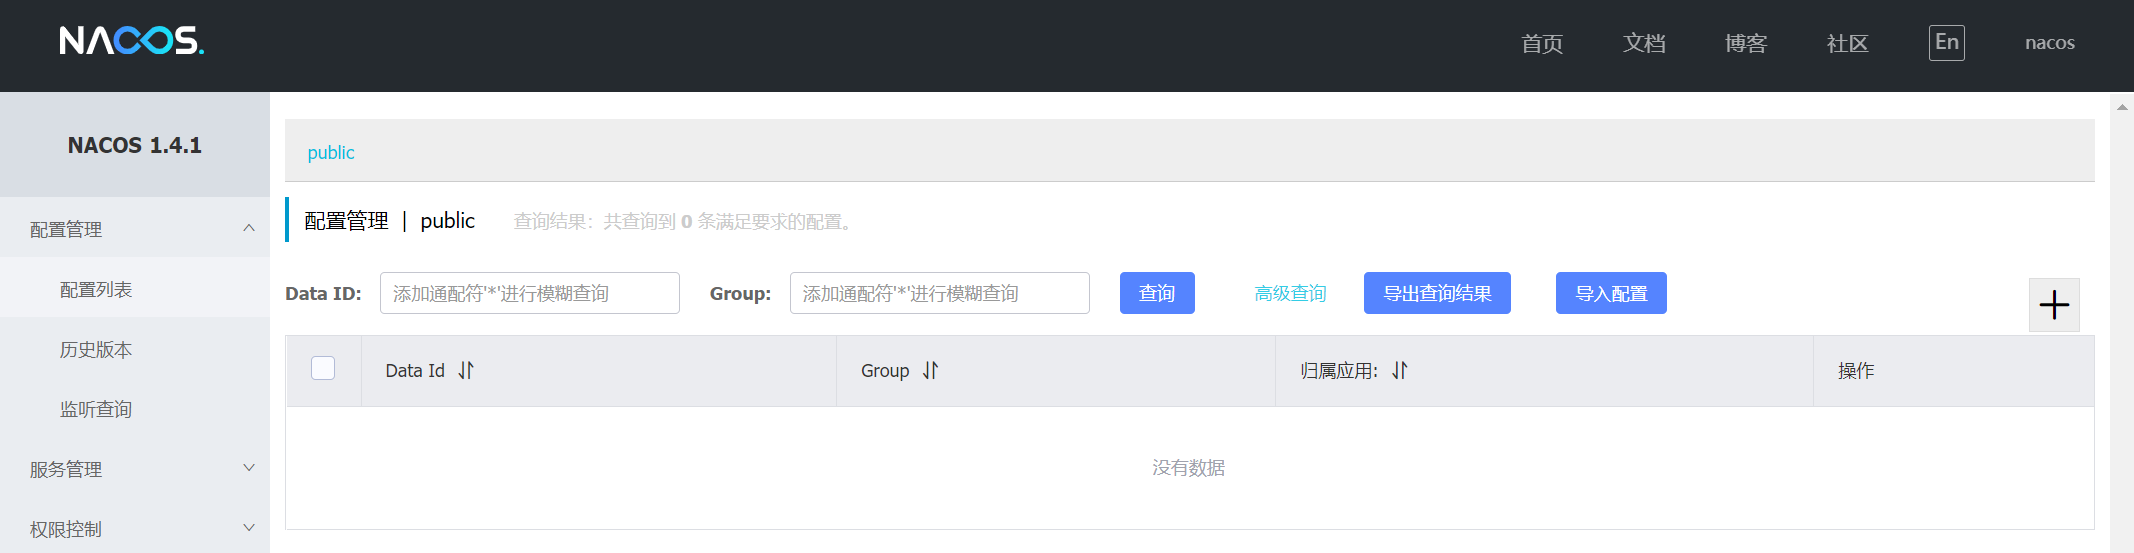 NACOS.
首页 文档 博客 社区 En nacos
NACOS 1.4.1
配置管理
配置列表
历史版本
监听查询
服务管理
权限控制
public
配置管理 | public 查询结果：共查询到 0 条满足要求的配置。
Data ID: 添加通配符'*'进行模糊查询 Group: 添加通配符'*'进行模糊查询 查询 高级查询 导出查询结果 导入配置
Data Id Group 归属应用: 操作
没有数据